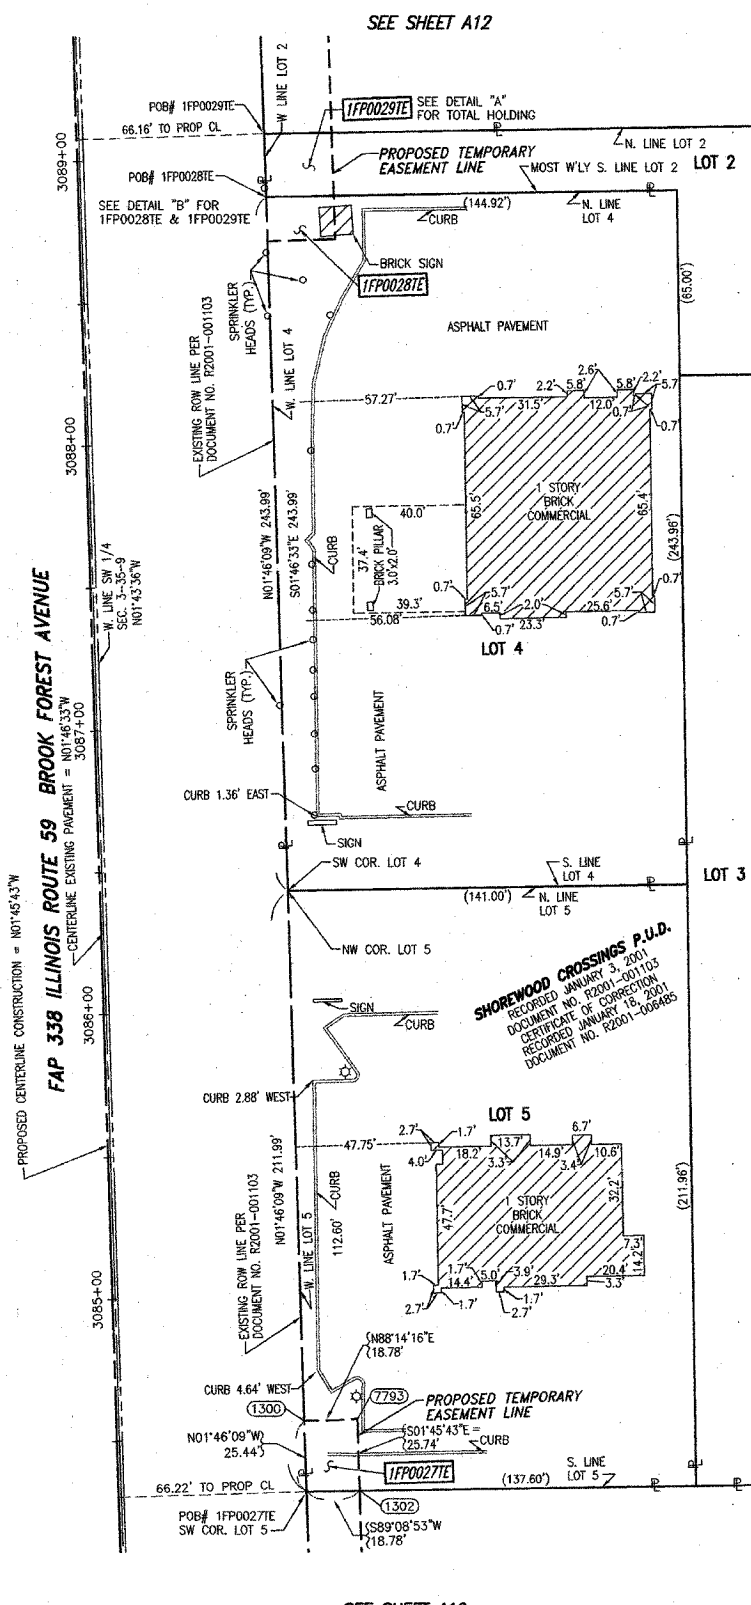 SEE SHEET A12
W LINE LOT 2
POB# 1FP0029TE
1FP0029TE
SEE DETAIL "A"
FOR TOTAL HOLDING
66.16' TO PROP CL
N. LINE LOT 2
3089+00
PROPOSED TEMPORARY
EASEMENT LINE
MOST W'LY S. LINE LOT 2
LOT 2
POB# 1FP0028TE
SEE DETAIL "B" FOR
1FP0028TE & 1FP0029TE
(144.92')
CURB
N. LINE
LOT 4
BRICK SIGN
1FP0028TE
(65.00')
SPRINKLER
HEADS (TYP.)
ASPHALT PAVEMENT
EXISTING ROW LINE PER
DOCUMENT NO. R2001-001103
W. LINE LOT 4
57.27'
0.7'
2.2'
5.8'
2.6'
5.8'
2.2'
5.7'
5.7'
31.5'
12.0'
0.7'
0.7'
0.7'
3088+00
1 STORY
BRICK
COMMERCIAL
65.5'
65.4'
40.0'
37.4'
BRICK PILLAR
3.0'x2.0'
39.3'
56.08'
N01°46'09"W 243.99'
S01°46'33"E 243.99'
CURB
(243.96')
0.7'
5.7'
6.5'
2.0'
25.6'
5.7'
0.7'
0.7'
23.3'
0.7'
LOT 4
W. LINE SW 1/4
SEC. 3-35-9
N01°43'36"W
SPRINKLER
HEADS (TYP.)
3087+00
ASPHALT PAVEMENT
CURB 1.36' EAST
CURB
SIGN
SW COR. LOT 4
S. LINE
LOT 4
LOT 3
(141.00')
N. LINE
LOT 5
NW COR. LOT 5
PROPOSED CENTERLINE CONSTRUCTION = N01°45'43"W
FAP 338 ILLINOIS ROUTE 59 BROOK FOREST AVENUE
CENTERLINE EXISTING PAVEMENT = N01°46'33"W
SHOREWOOD CROSSINGS P.U.D.
RECORDED JANUARY 3, 2001
DOCUMENT NO. R2001-001103
CERTIFICATE OF CORRECTION
RECORDED JANUARY 18, 2001
DOCUMENT NO. R2001-006485
3086+00
SIGN
CURB
CURB 2.88' WEST
LOT 5
47.75'
2.7'
1.7'
4.0'
18.2'
13.7'
3.3'
14.9'
6.7'
3.4'
10.6'
32.2'
47.7'
1 STORY
BRICK
COMMERCIAL
7.3'
14.2'
20.4'
3.3'
1.7'
14.4'
1.7'
5.0'
3.9'
29.3'
2.7'
1.7'
1.7'
2.7'
N01°46'09"W 211.99'
CURB
112.60'
ASPHALT PAVEMENT
(211.96')
EXISTING ROW LINE PER
DOCUMENT NO. R2001-001103
W. LINE LOT 5
3085+00
N88°14'16"E
18.78'
CURB 4.64' WEST
7793
PROPOSED TEMPORARY
EASEMENT LINE
1300
S01°45'43"E =
25.74'
CURB
N01°46'09"W
25.44'
1FP0027TE
66.22' TO PROP CL
(137.60')
S. LINE
LOT 5
POB# 1FP0027TE
SW COR. LOT 5
1302
S89°08'53"W
18.78'